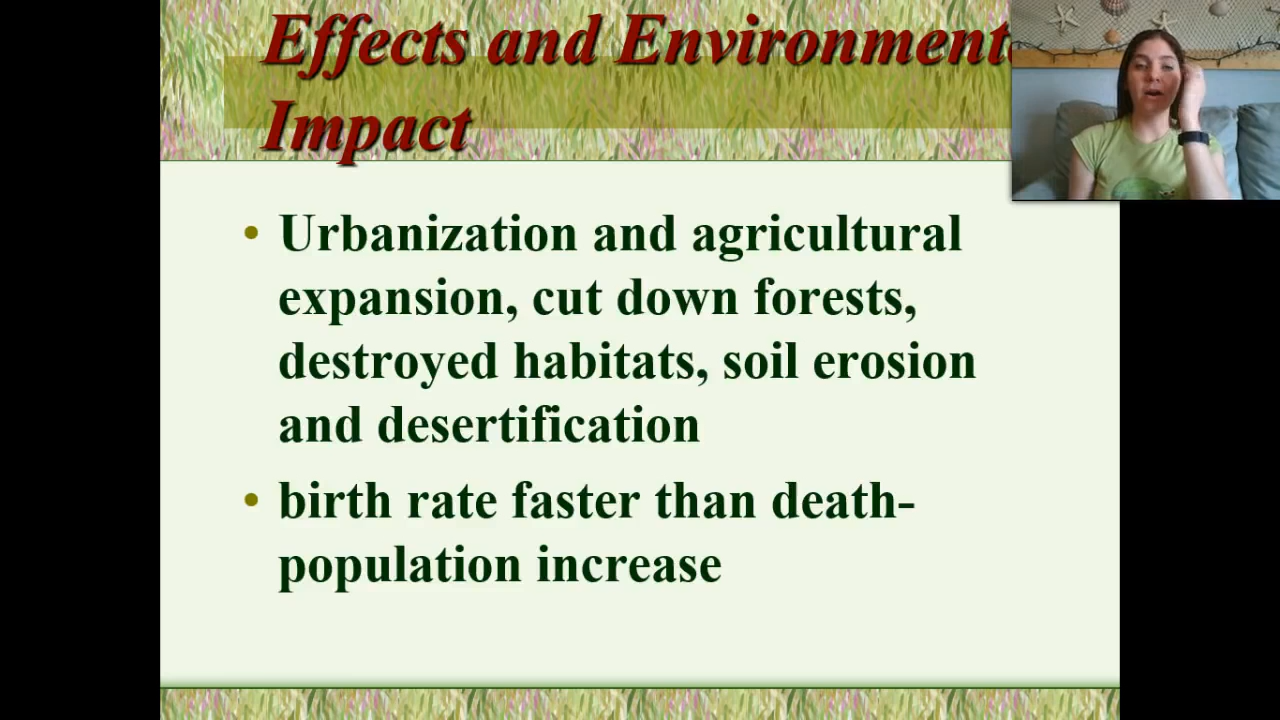 Effects and Environment
Impact
• Urbanization and agricultural
expansion, cut down forests,
destroyed habitats, soil erosion
and desertification
• birth rate faster than death-
population increase